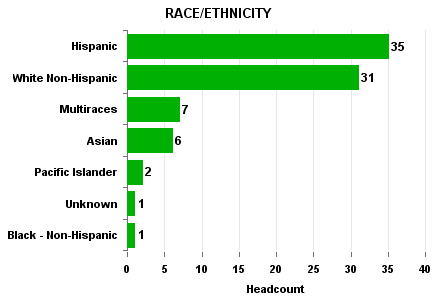 RACE/ETHNICITY
Hispanic 35
White Non-Hispanic 31
Multiraces 7
Asian 6
Pacific Islander 2
Unknown 1
Black - Non-Hispanic 1
0 5 10 15 20 25 30 35 40
Headcount